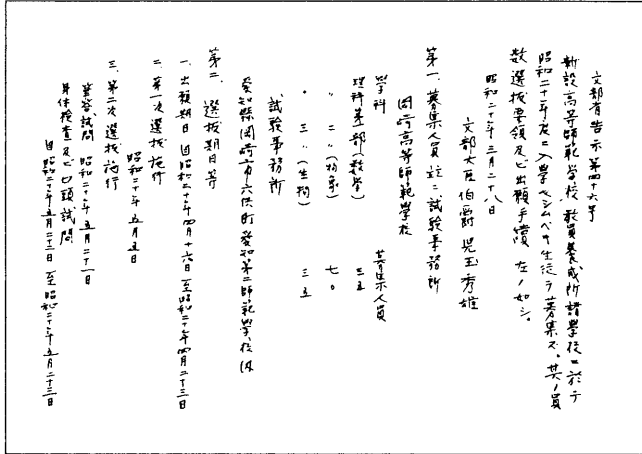 文部省告示第四十六号
新設高等師範学校、教員養成所諸学校ニ於テ
昭和二十年度ニ入学セシムベキ生徒ヲ募集ス。其ノ員
数選抜要領及ビ出願手續左ノ如シ。
昭和二十年三月二十八日
文部大臣伯爵 児玉秀雄
第一、募集人員並ニ試験事務所
岡崎高等師範學校
學科 募集人員
理科第一部(数學) 三五
〃 二〃(物象) 七〇
〃 三〃(生物) 三五
試験事務所
愛知縣岡崎市六供町愛知第二師範學校内
第二、選抜期日等
一、出願期日 自昭和二十年四月十六日至昭和二十年四月二十三日
二、第一次選抜施行
昭和二十年五月五日
三、第二次選抜施行
筆答試問 昭和二十年五月二十一日
身体検査及ビ口頭試問
自昭和二十年五月二十二日 至昭和二十年五月二十三日